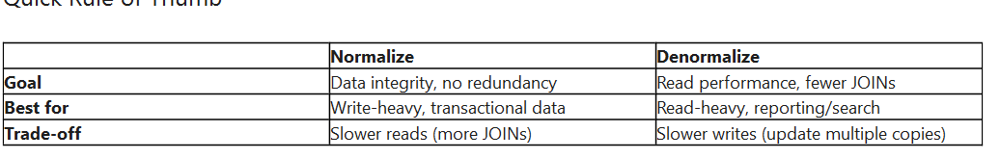 Quick Rule of Thumb
Normalize Denormalize
Goal Data integrity, no redundancy Read performance, fewer JOINs
Best for Write-heavy, transactional data Read-heavy, reporting/search
Trade-off Slower reads (more JOINs) Slower writes (update multiple copies)